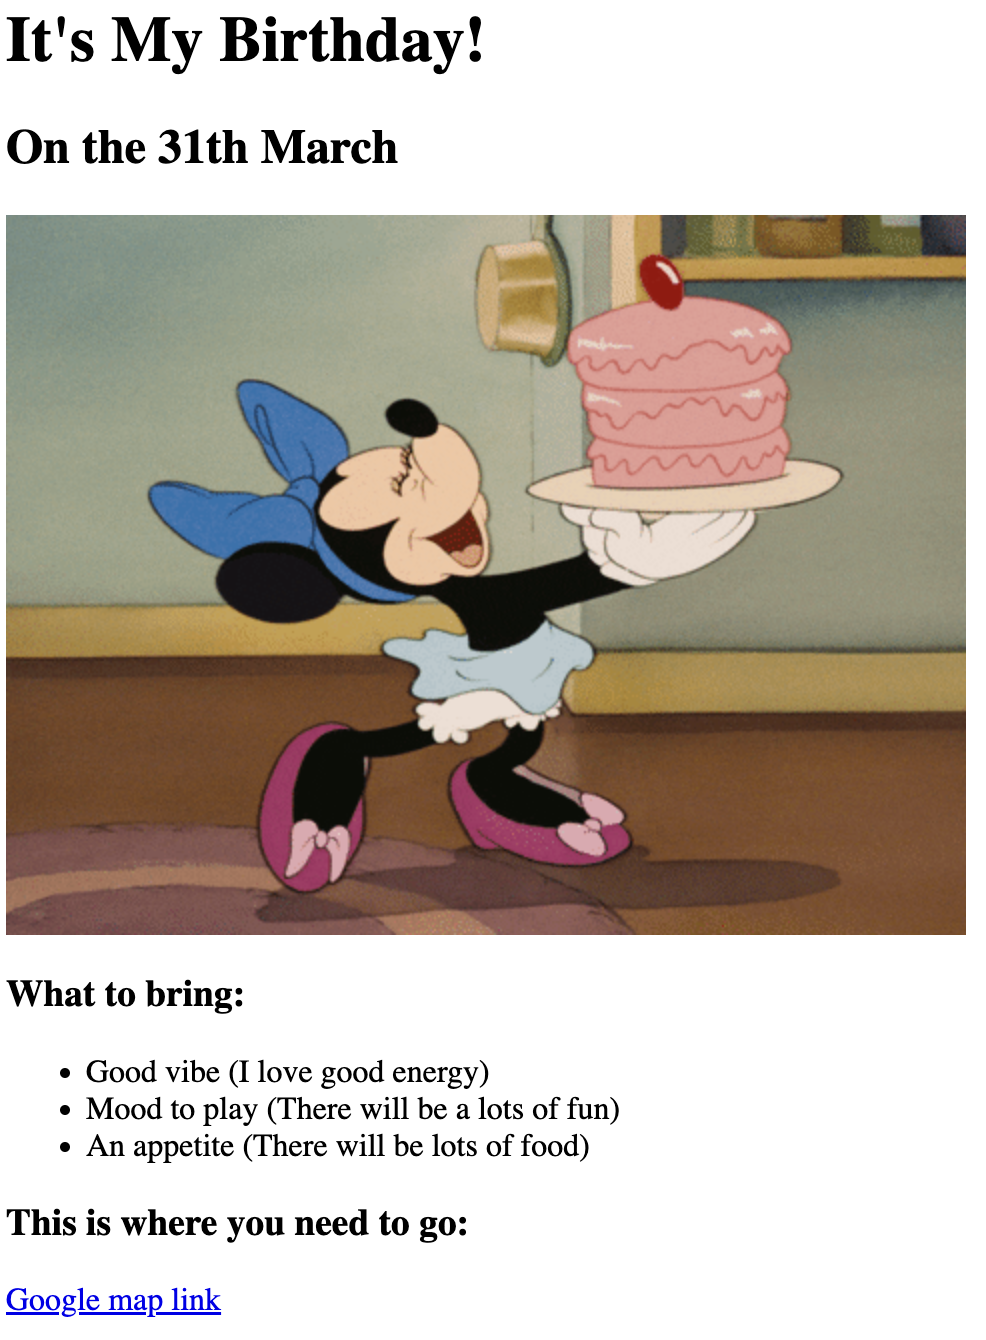 It's My Birthday!
On the 31th March
What to bring:
• Good vibe (I love good energy)
• Mood to play (There will be a lots of fun)
• An appetite (There will be lots of food)
This is where you need to go:
Google map link